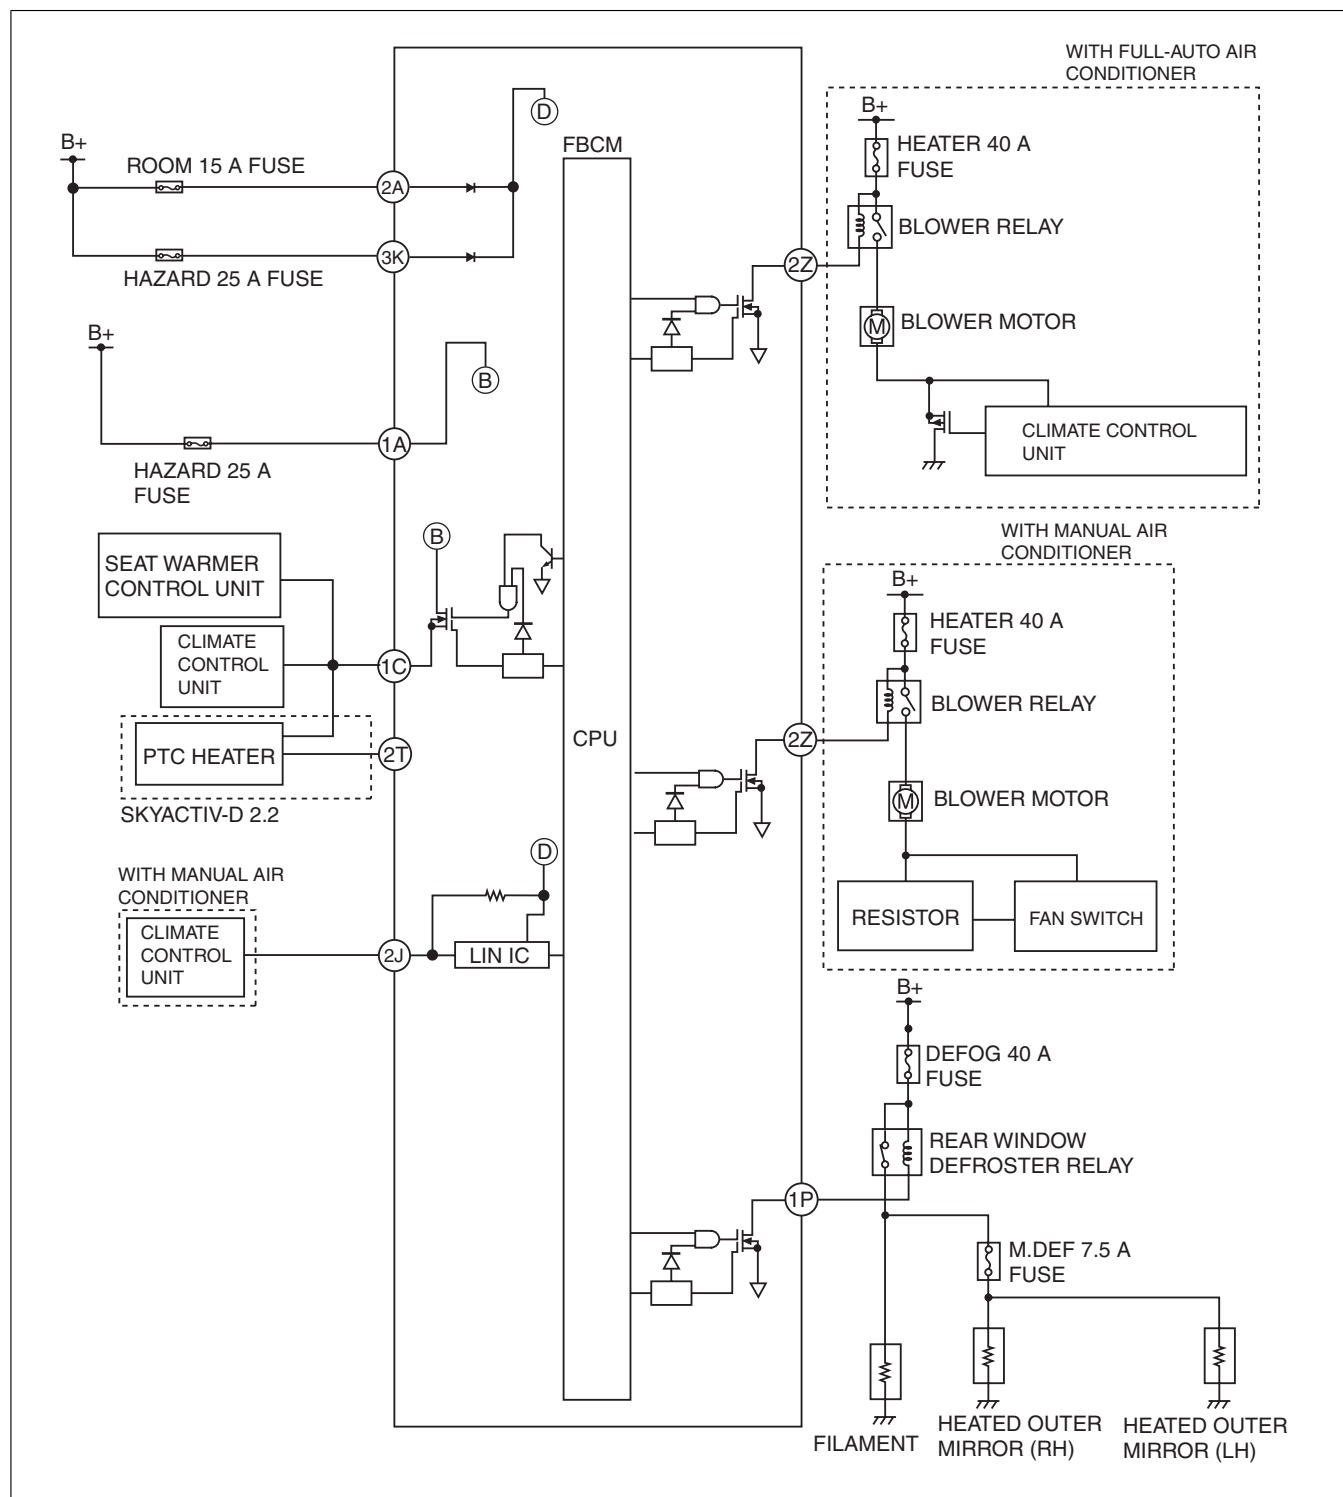 WITH FULL-AUTO AIR
CONDITIONER
B+
HEATER 40 A
FUSE
BLOWER RELAY
BLOWER MOTOR
M
CLIMATE CONTROL
UNIT
D
FBCM
B+
ROOM 15 A FUSE
2A
3K
HAZARD 25 A FUSE
2Z
B+
B
1A
HAZARD 25 A
FUSE
B
SEAT WARMER
CONTROL UNIT
CLIMATE
CONTROL
UNIT
1C
PTC HEATER
2T
SKYACTIV-D 2.2
CPU
WITH MANUAL AIR
CONDITIONER
B+
HEATER 40 A
FUSE
BLOWER RELAY
2Z
BLOWER MOTOR
M
RESISTOR
FAN SWITCH
D
WITH MANUAL AIR
CONDITIONER
CLIMATE
CONTROL
UNIT
2J
LIN IC
B+
DEFOG 40 A
FUSE
REAR WINDOW
DEFROSTER RELAY
1P
M.DEF 7.5 A
FUSE
FILAMENT
HEATED OUTER
MIRROR (RH)
HEATED OUTER
MIRROR (LH)